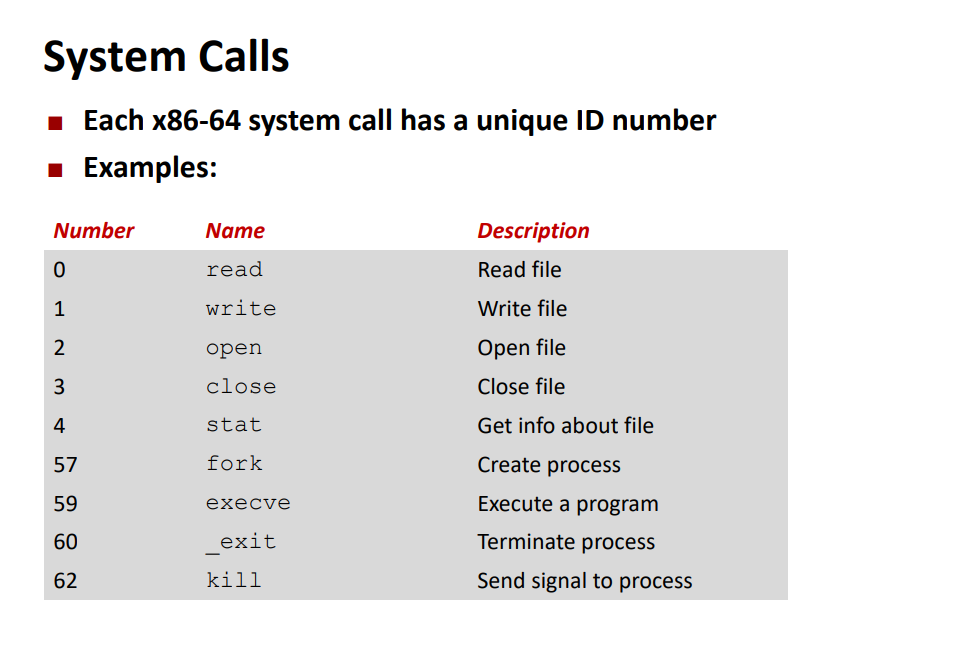 System Calls
■ Each x86-64 system call has a unique ID number
■ Examples:
Number Name Description
0 read Read file
1 write Write file
2 open Open file
3 close Close file
4 stat Get info about file
57 fork Create process
59 execve Execute a program
60 _exit Terminate process
62 kill Send signal to process